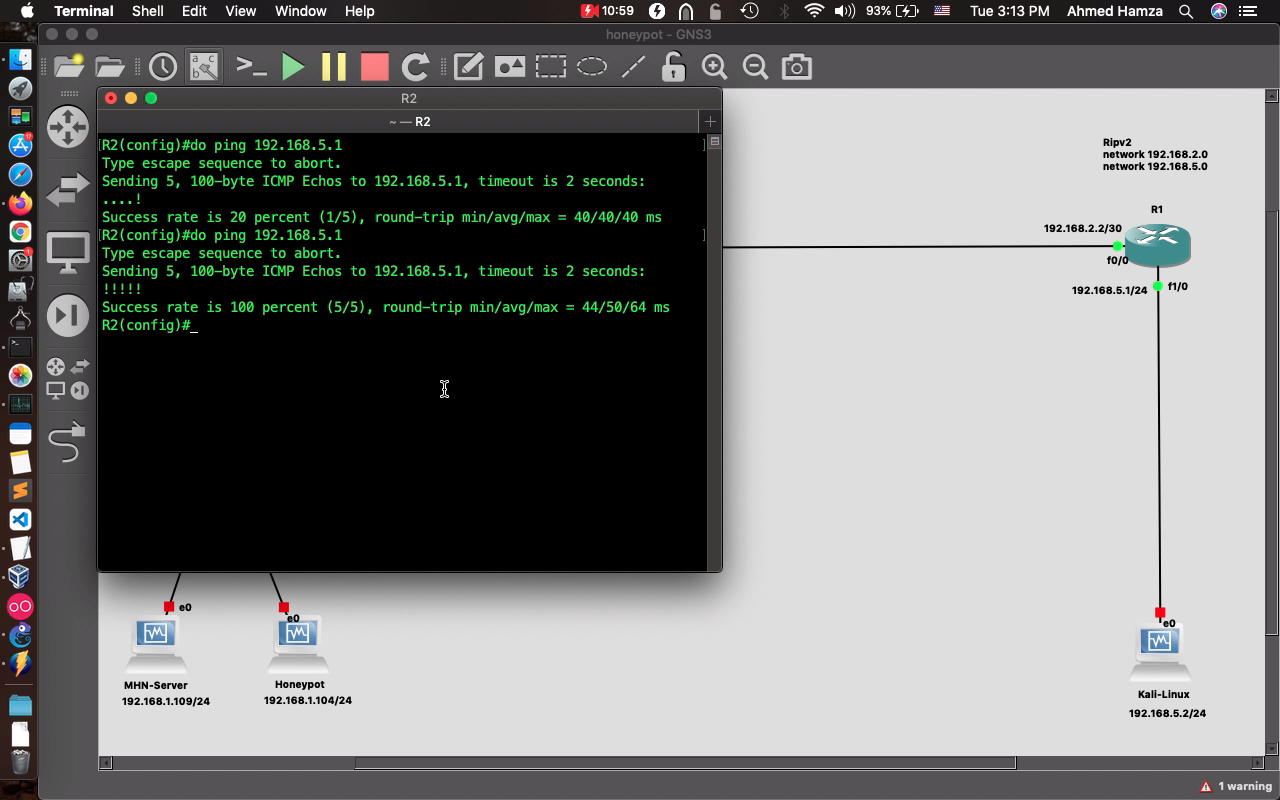 Terminal Shell Edit View Window Help 10:59 93% Tue 3:13 PM Ahmed Hamza
honeypot - GNS3
R2
~ — R2
R2(config)#do ping 192.168.5.1
Type escape sequence to abort.
Sending 5, 100-byte ICMP Echos to 192.168.5.1, timeout is 2 seconds:
....!
Success rate is 20 percent (1/5), round-trip min/avg/max = 40/40/40 ms
R2(config)#do ping 192.168.5.1
Type escape sequence to abort.
Sending 5, 100-byte ICMP Echos to 192.168.5.1, timeout is 2 seconds:
!!!!!
Success rate is 100 percent (5/5), round-trip min/avg/max = 44/50/64 ms
R2(config)#_
Ripv2
network 192.168.2.0
network 192.168.5.0
R1
192.168.2.2/30
f0/0
192.168.5.1/24 f1/0
e0
e0
e0
MHN-Server
192.168.1.109/24
Honeypot
192.168.1.104/24
Kali-Linux
192.168.5.2/24
1 warning